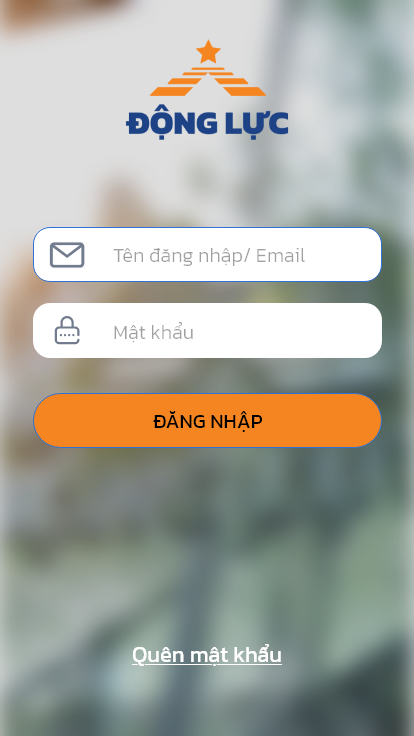 ĐỘNG LỰC
Tên đăng nhập/ Email
Mật khẩu
ĐĂNG NHẬP
Quên mật khẩu